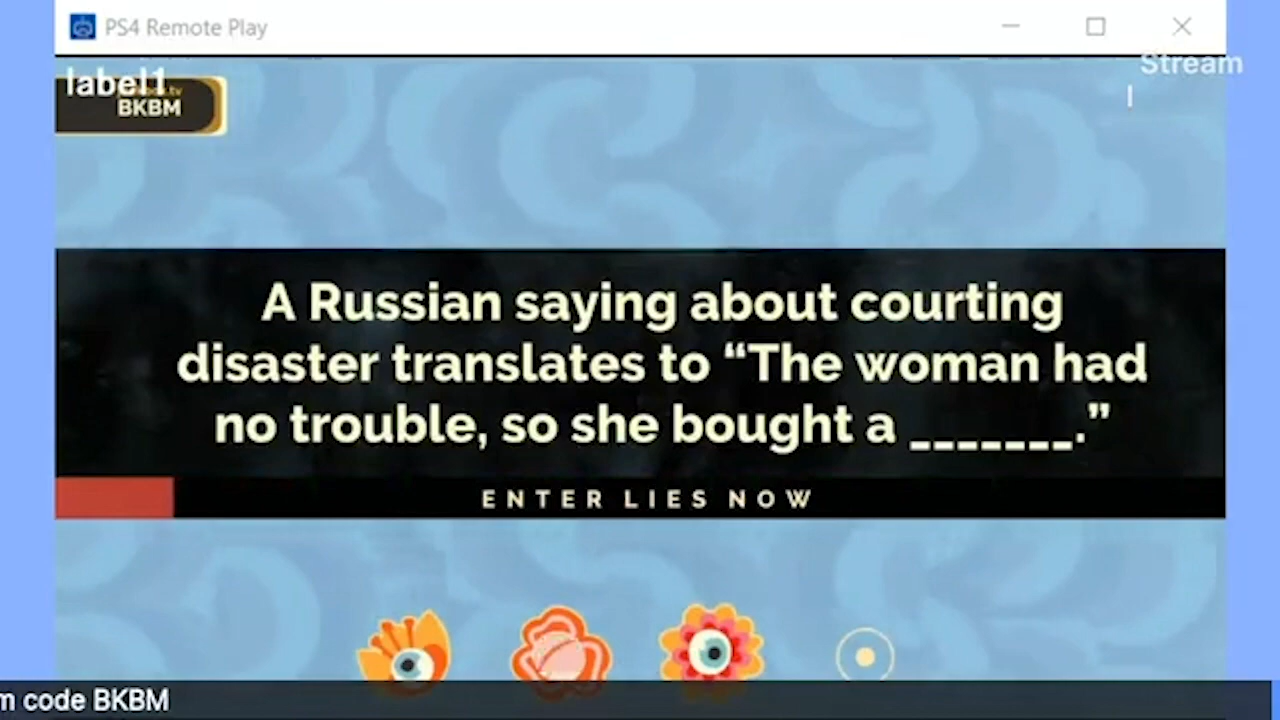 PS4 Remote Play
label1
Stream
BKBM
A Russian saying about courting
disaster translates to “The woman had
no trouble, so she bought a _______.”
ENTER LIES NOW
m code BKBM